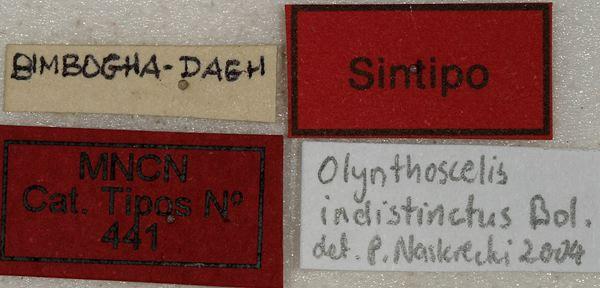 BIMBOGHA-DAGH
Sintipo
MNCN
Cat. Tipos Nº
441
Olynthoscelis
indistinctus Bol.
det. P. Naskrecki 2004